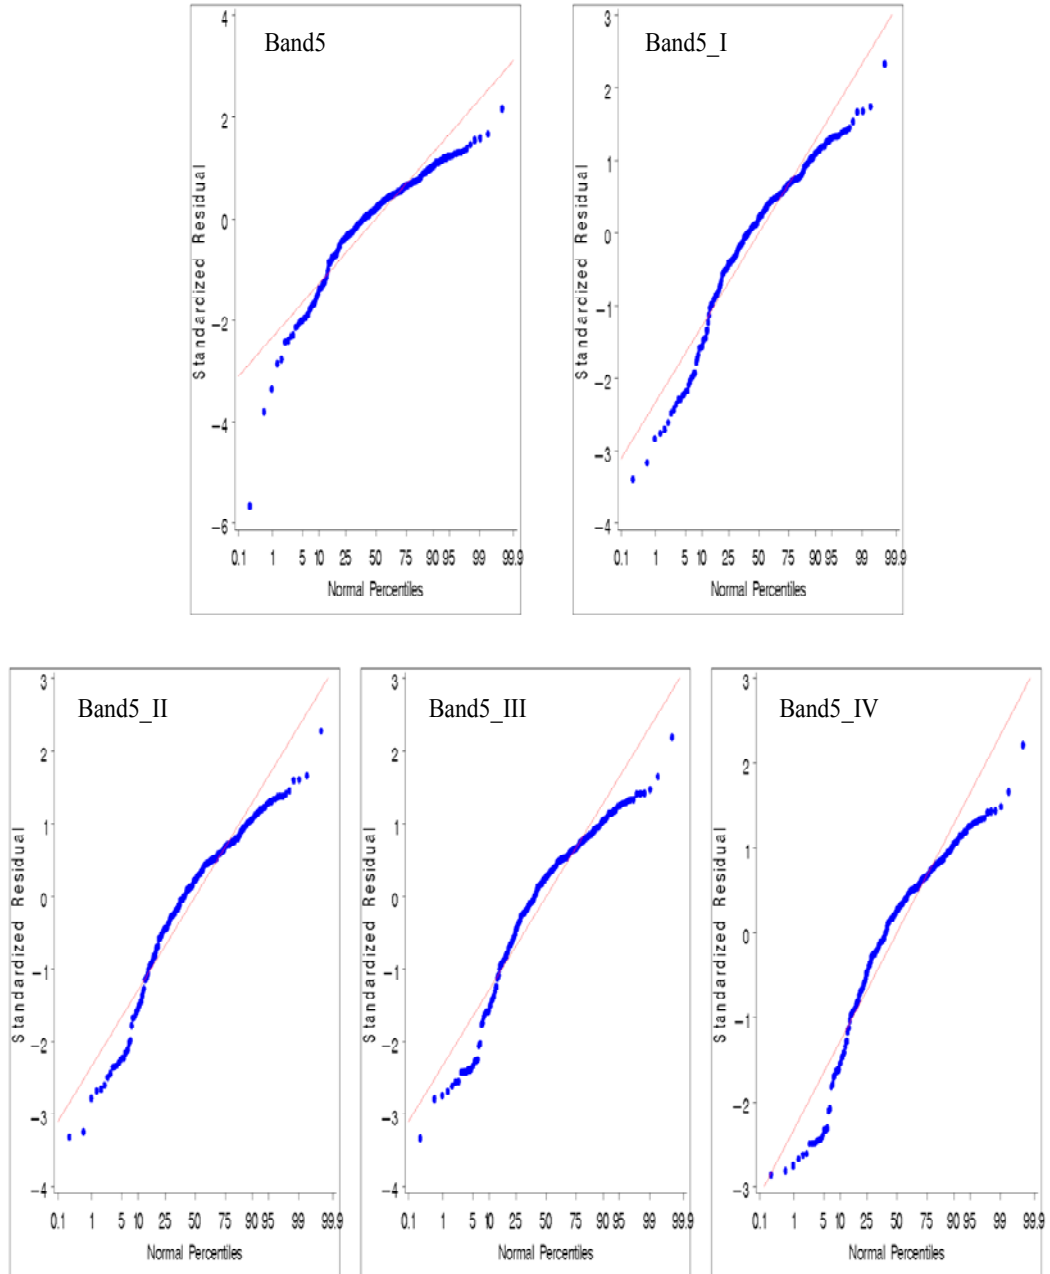 Band5
4
2
0
−2
−4
−6
Standardized Residual
0.1 1 5 10 25 50 75 90 95 99 99.9
Normal Percentiles
Band5_I
3
2
1
0
−1
−2
−3
−4
Standardized Residual
0.1 1 5 10 25 50 75 90 95 99 99.9
Normal Percentiles
Band5_II
3
2
1
0
−1
−2
−3
−4
Standardized Residual
0.1 1 5 10 25 50 75 90 95 99 99.9
Normal Percentiles
Band5_III
3
2
1
0
−1
−2
−3
−4
Standardized Residual
0.1 1 5 10 25 50 75 90 95 99 99.9
Normal Percentiles
Band5_IV
3
2
1
0
−1
−2
−3
Standardized Residual
0.1 1 5 10 25 50 75 90 95 99 99.9
Normal Percentiles